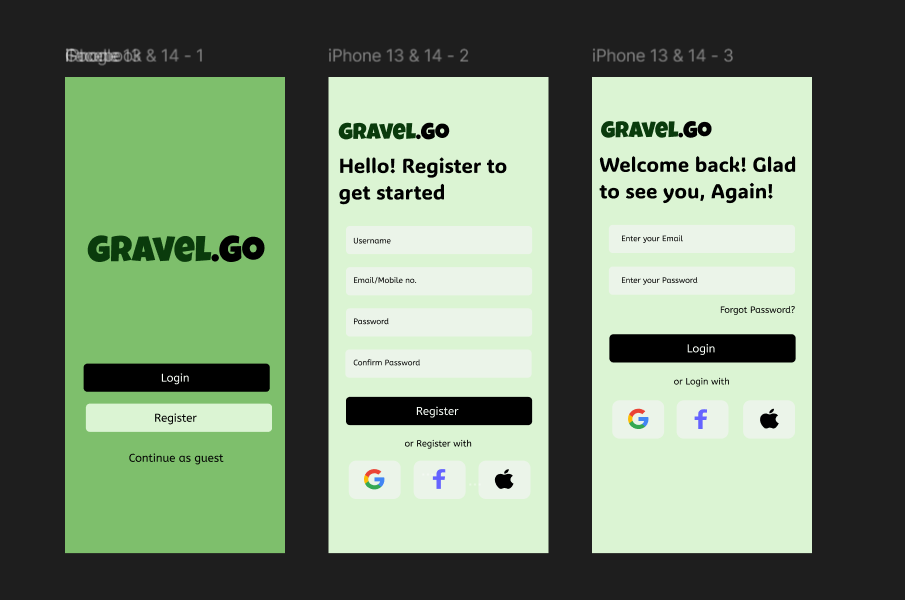 iPhone 13 & 14 - 1
GRAVEL.GO
Login
Register
Continue as guest
iPhone 13 & 14 - 2
GRAVEL.GO
Hello! Register to
get started
Username
Email/Mobile no.
Password
Confirm Password
Register
or Register with
iPhone 13 & 14 - 3
GRAVEL.GO
Welcome back! Glad
to see you, Again!
Enter your Email
Enter your Password
Forgot Password?
Login
or Login with